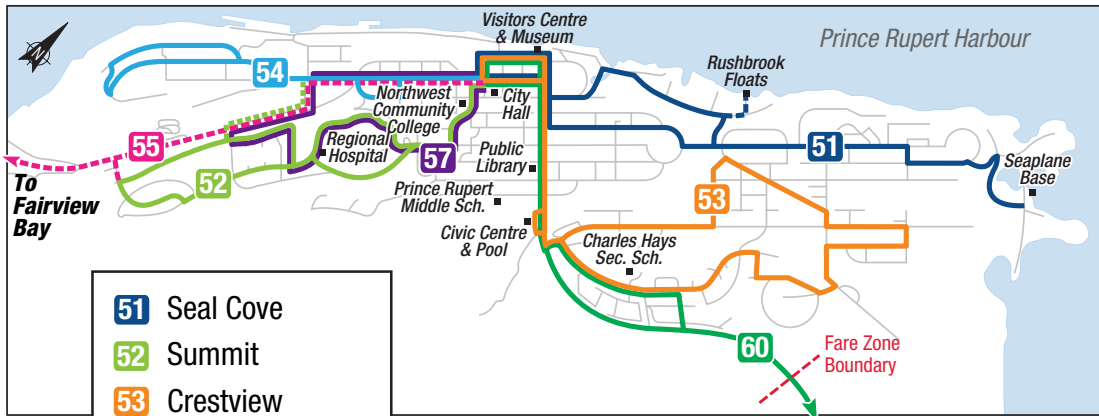 N
Visitors Centre
& Museum
Prince Rupert Harbour
Rushbrook
Floats
54
Northwest
Community
College
City
Hall
55
Regional
Hospital
57
Public
Library
51
Seaplane
Base
To
Fairview
Bay
52
Prince Rupert
Middle Sch.
53
Civic Centre
& Pool
Charles Hays
Sec. Sch.
51 Seal Cove
52 Summit
53 Crestview
60
Fare Zone
Boundary